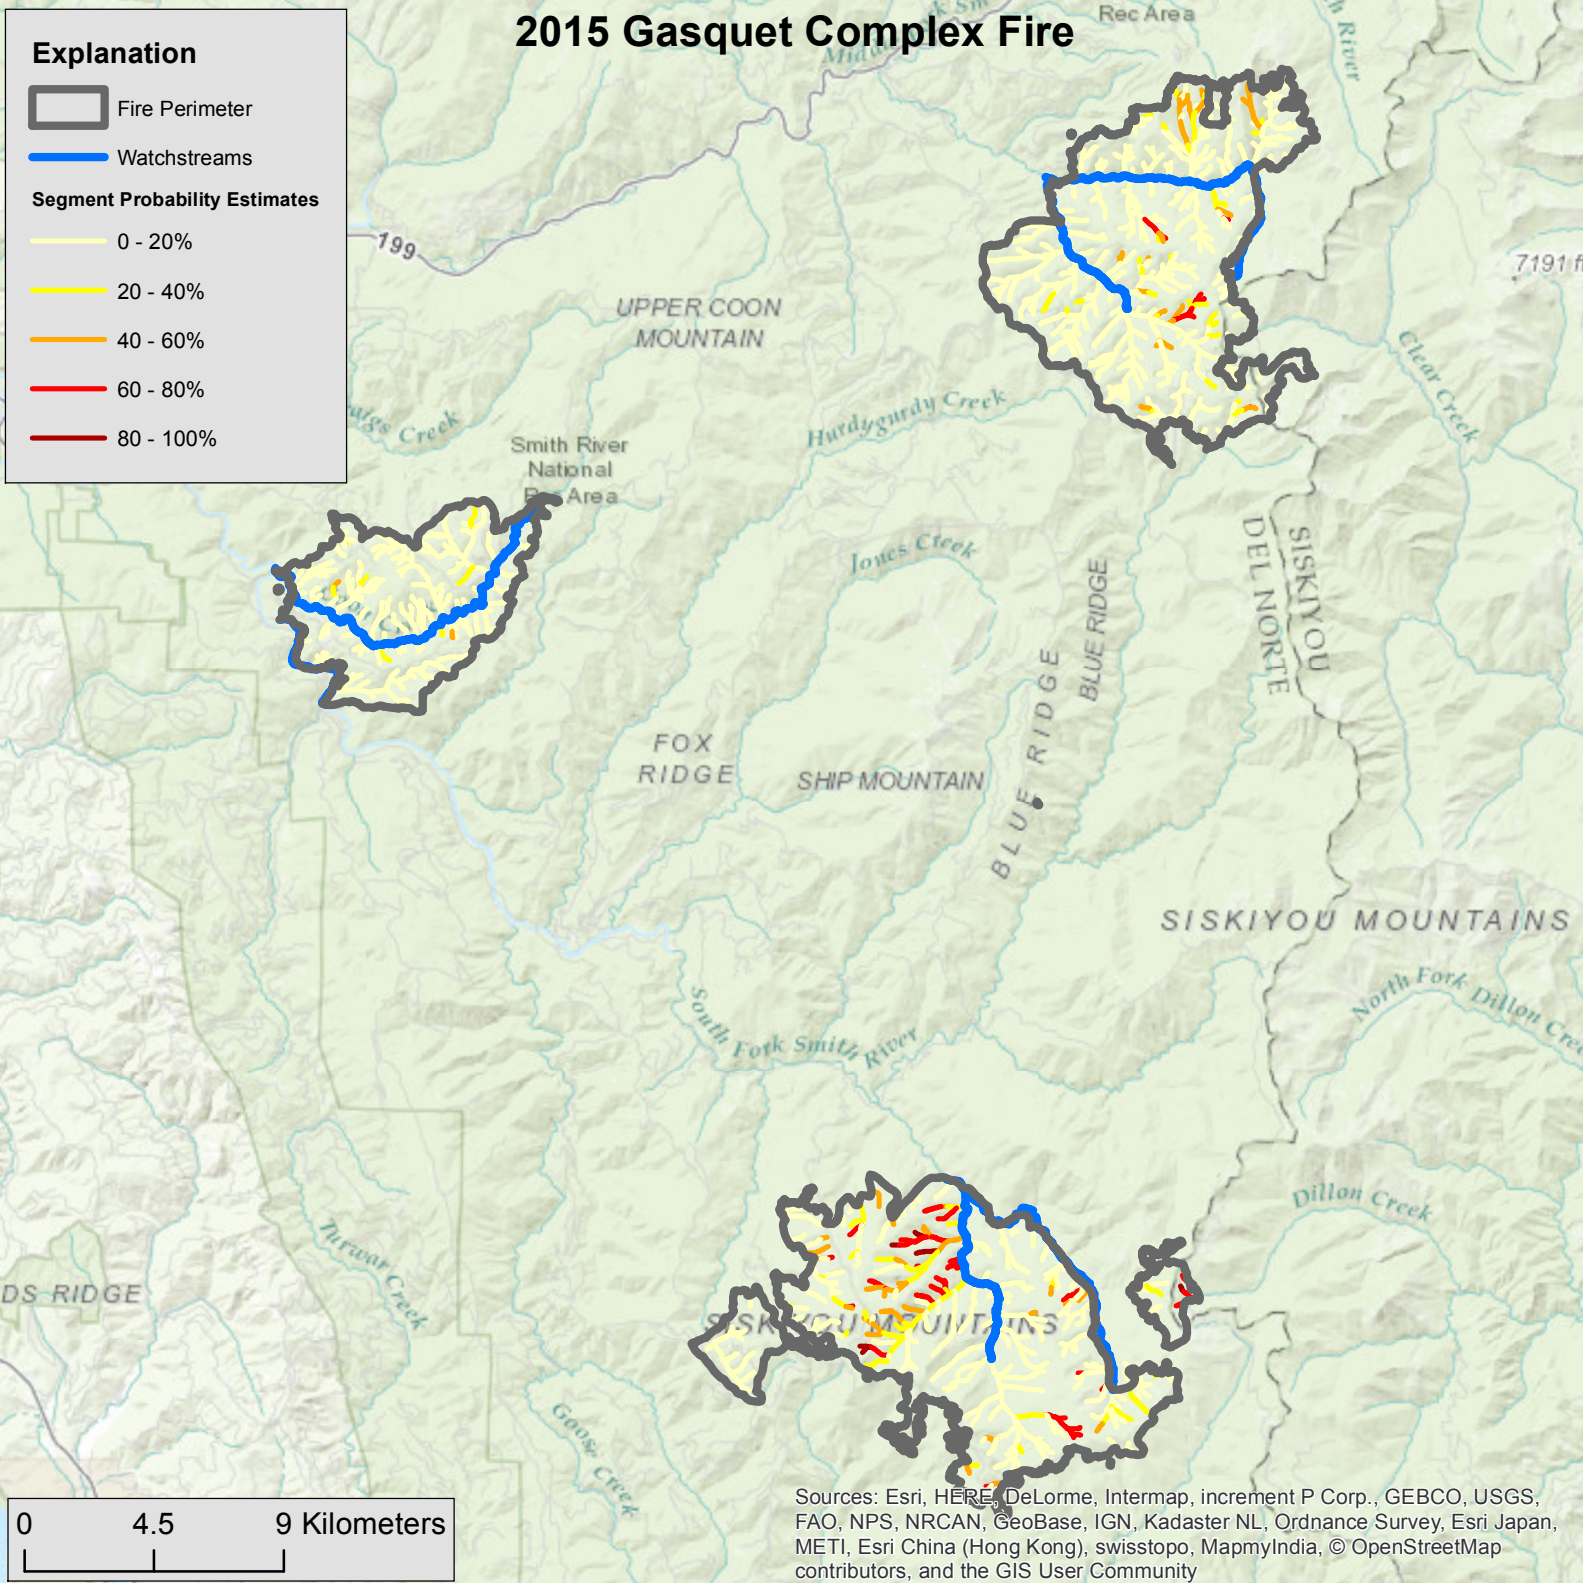 2015 Gasquet Complex Fire
Explanation
Fire Perimeter
Watchstreams
Segment Probability Estimates
0 - 20%
20 - 40%
40 - 60%
60 - 80%
80 - 100%
Rec Area
River
199
7191
UPPER COON
MOUNTAIN
Clear Creek
Hurdygurdy Creek
Creek
Smith River
National
Rec Area
Jones Creek
BLUE RIDGE
DEL NORTE
SISKIYOU
FOX
RIDGE
SHIP MOUNTAIN
BLUE RIDGE
SISKIYOU MOUNTAINS
North Fork Dillon
South Fork Smith River
Dillon Creek
Turwar Creek
RIDGE
SISKIYOU MOUNTAINS
Goose Creek
0 4.5 9 Kilometers
Sources: Esri, HERE, DeLorme, Intermap, increment P Corp., GEBCO, USGS,
FAO, NPS, NRCAN, GeoBase, IGN, Kadaster NL, Ordnance Survey, Esri Japan,
METI, Esri China (Hong Kong), swisstopo, MapmyIndia, © OpenStreetMap
contributors, and the GIS User Community